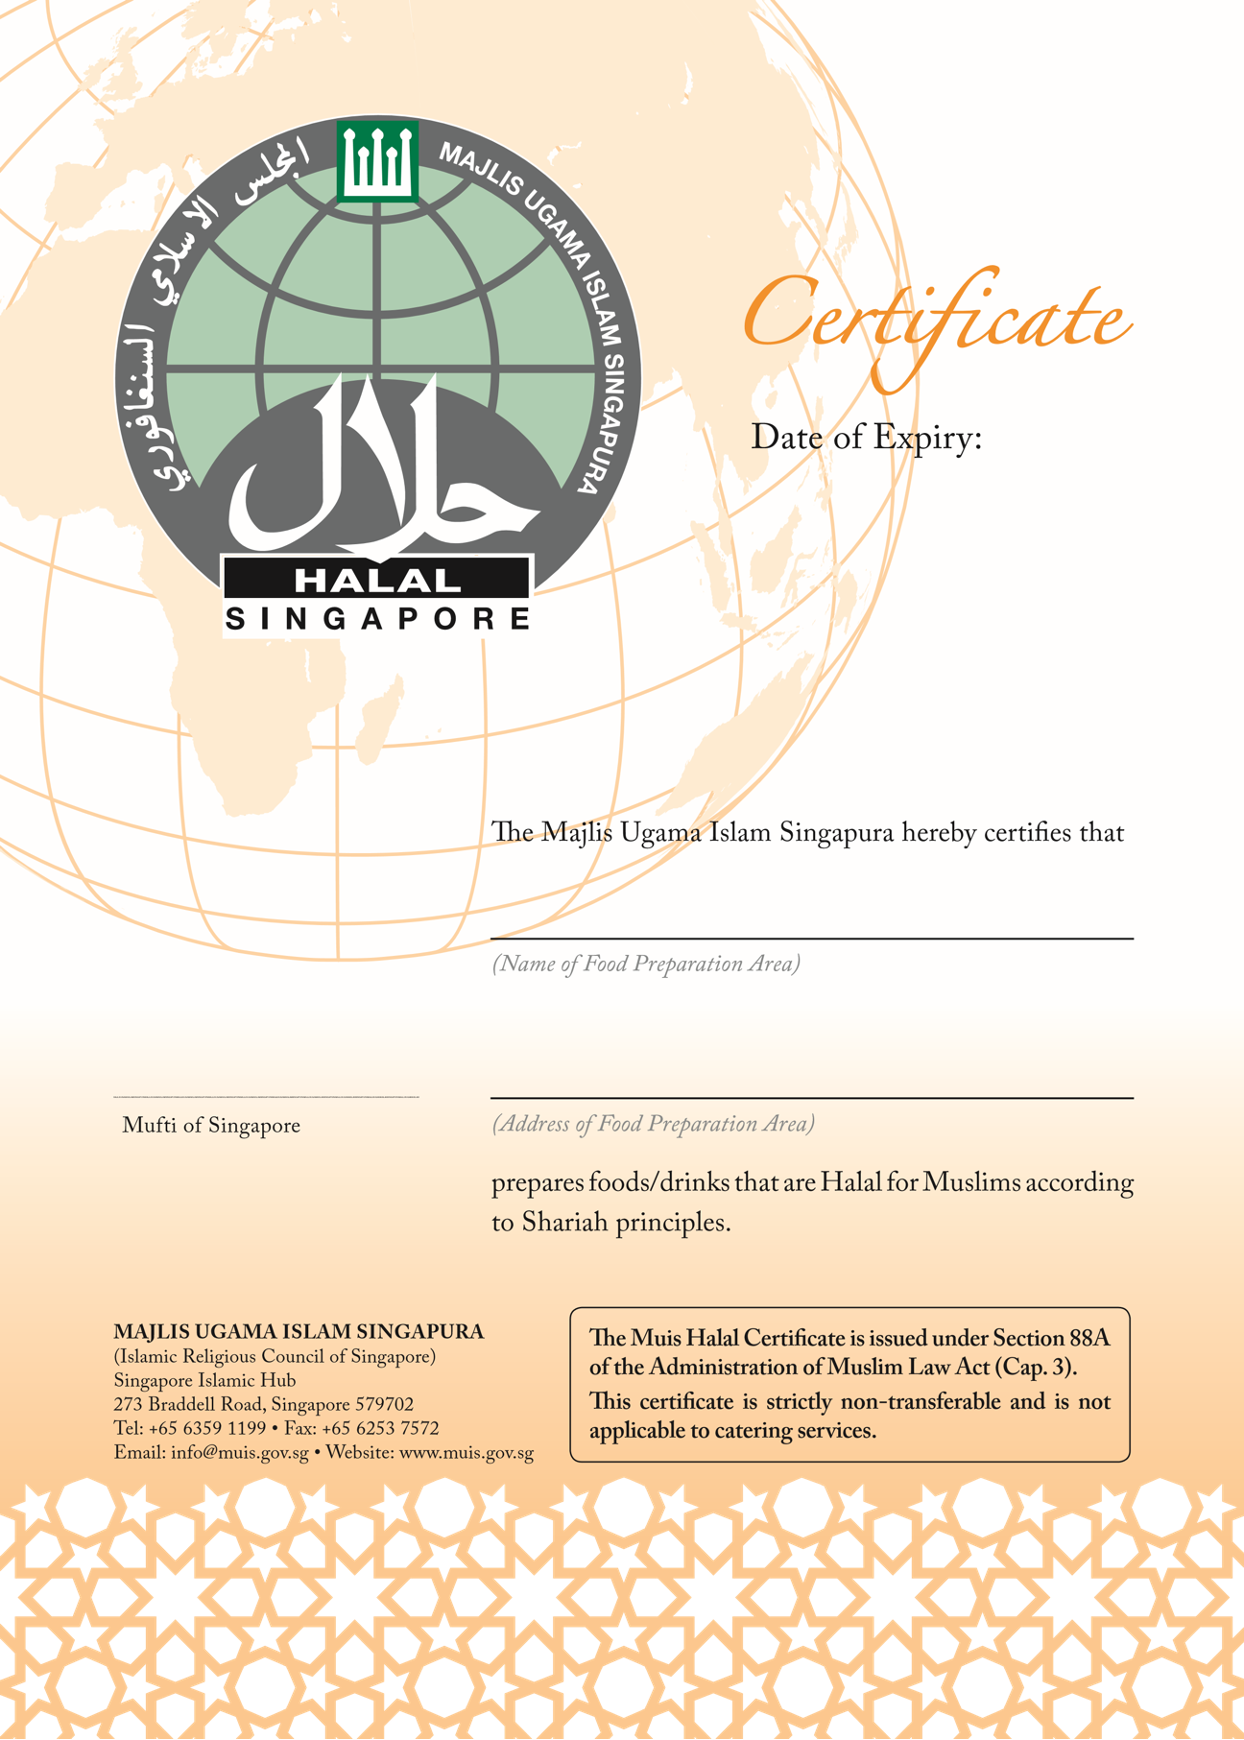 المجلس الاسلامي السنغافوري
MAJLIS UGAMA ISLAM SINGAPURA
حلال
HALAL
SINGAPORE
Certificate
Date of Expiry:
The Majlis Ugama Islam Singapura hereby certifies that
(Name of Food Preparation Area)
(Address of Food Preparation Area)
Mufti of Singapore
prepares foods/drinks that are Halal for Muslims according
to Shariah principles.
MAJLIS UGAMA ISLAM SINGAPURA
(Islamic Religious Council of Singapore)
Singapore Islamic Hub
273 Braddell Road, Singapore 579702
Tel: +65 6359 1199 • Fax: +65 6253 7572
Email: info@muis.gov.sg • Website: www.muis.gov.sg
The Muis Halal Certificate is issued under Section 88A
of the Administration of Muslim Law Act (Cap. 3).
This certificate is strictly non-transferable and is not
applicable to catering services.